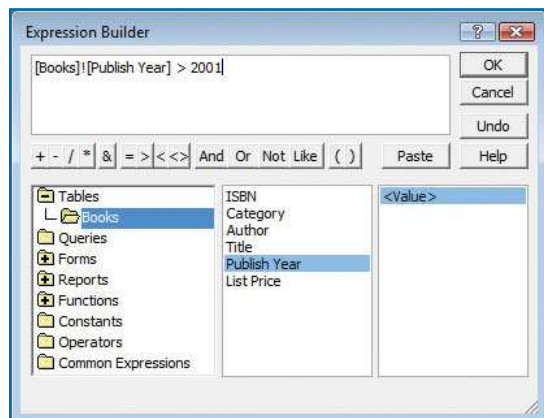 Expression Builder
?
[Books]![Publish Year] > 2001
OK
Cancel
Undo
+ - / * & = > < <> And Or Not Like ( ) Paste Help
Tables
Books
Queries
Forms
Reports
Functions
Constants
Operators
Common Expressions
ISBN
Category
Author
Title
Publish Year
List Price
<Value>